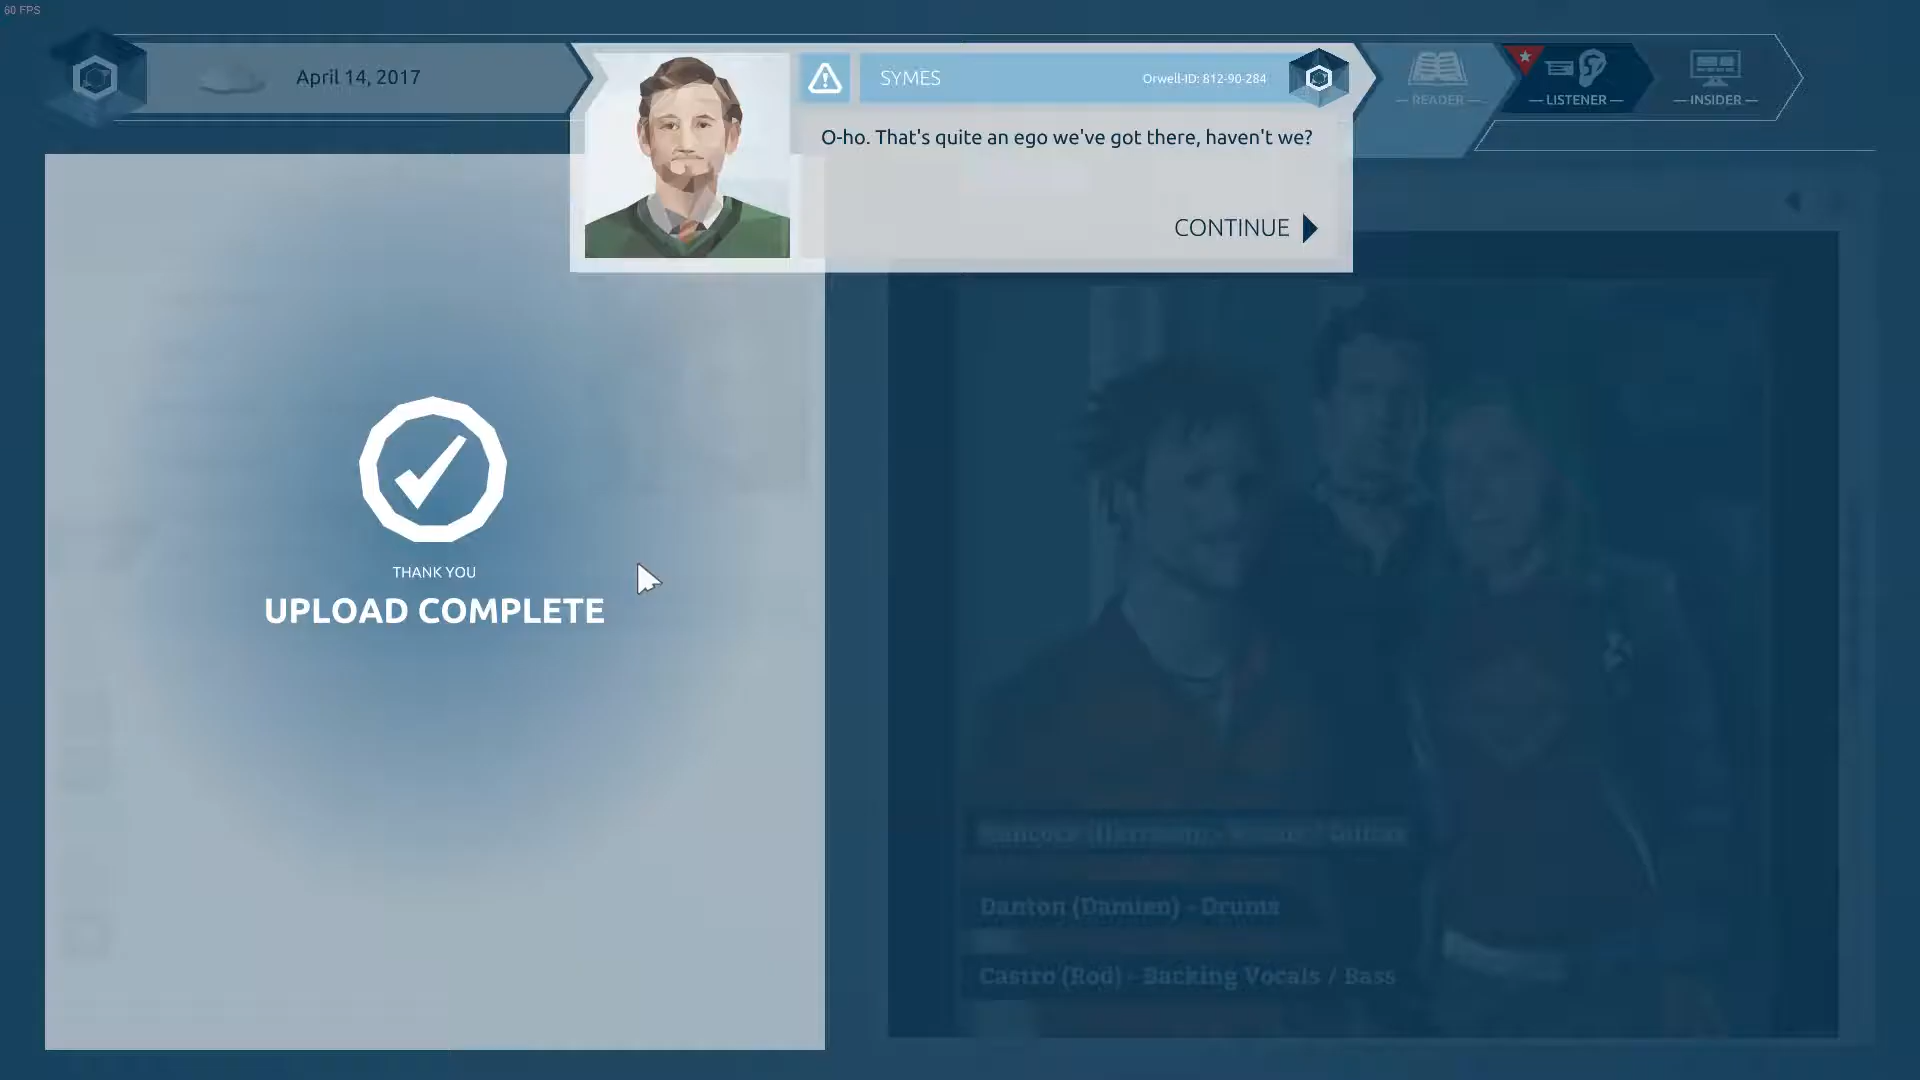 60 FPS
April 14, 2017
SYMES
Orwell-ID: 812-90-284
O-ho. That's quite an ego we've got there, haven't we?
CONTINUE
READER
LISTENER
INSIDER
THANK YOU
UPLOAD COMPLETE
Danton (Damien) - Drums
Castro (Rod) - Backing Vocals / Bass